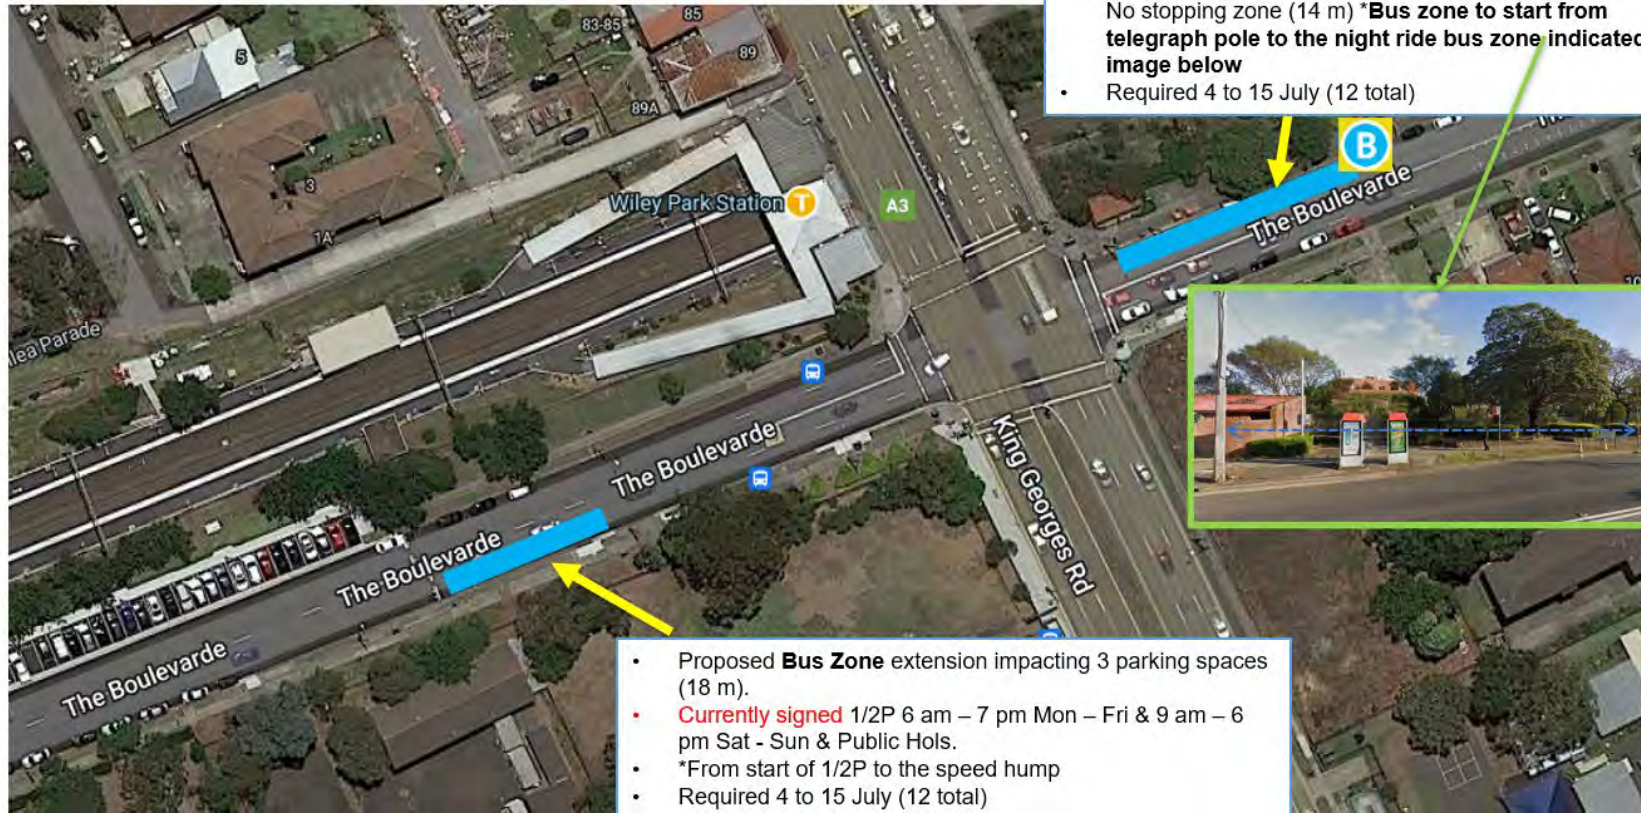 No stopping zone (14 m) *Bus zone to start from
telegraph pole to the night ride bus zone indicated
image below
• Required 4 to 15 July (12 total)
83-85
85
5
89
89A
B
3
Wiley Park Station T
A3
The Boulevarde
1A
lea Parade
King Georges Rd
The Boulevarde
The Boulevarde
The Boulevarde
• Proposed Bus Zone extension impacting 3 parking spaces
(18 m).
• Currently signed 1/2P 6 am – 7 pm Mon – Fri & 9 am – 6
pm Sat - Sun & Public Hols.
• *From start of 1/2P to the speed hump
• Required 4 to 15 July (12 total)